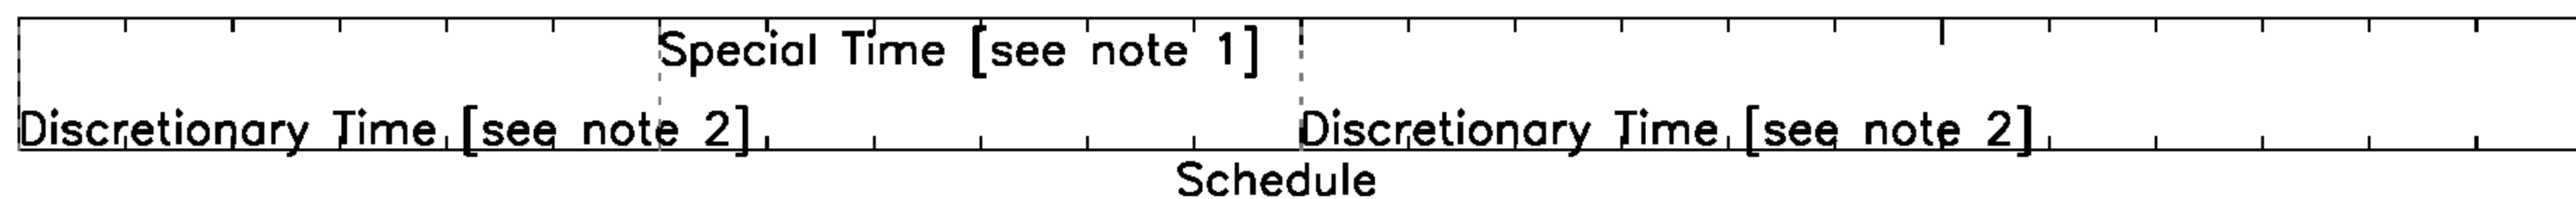 Special Time [see note 1]
Discretionary Time [see note 2]
Discretionary Time [see note 2]
Schedule